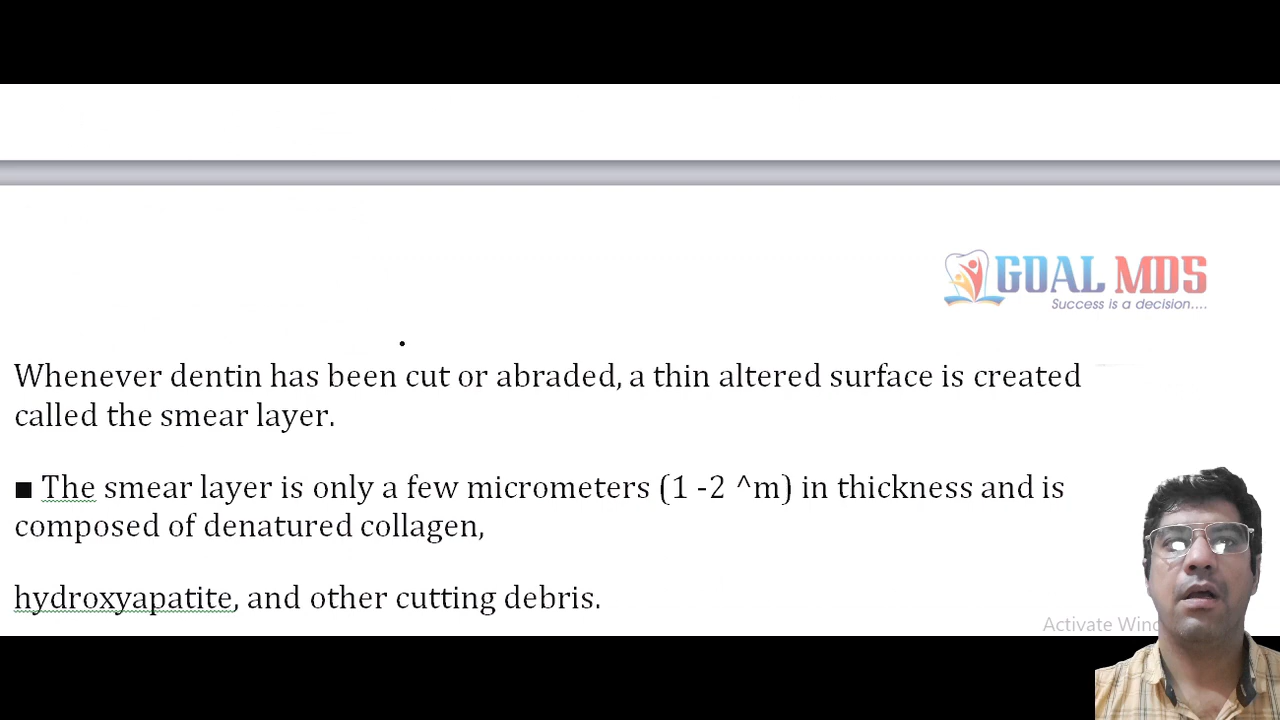 GOAL MDS
Success is a decision....
Whenever dentin has been cut or abraded, a thin altered surface is created
called the smear layer.
■ The smear layer is only a few micrometers (1 -2 ^m) in thickness and is
composed of denatured collagen,
hydroxyapatite, and other cutting debris.
Activate Wind